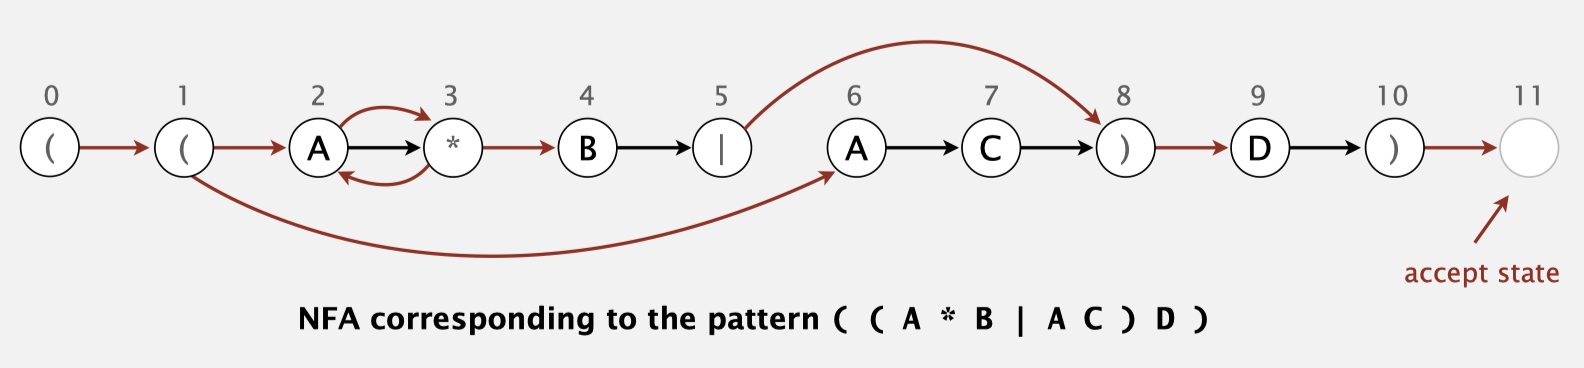 0 1 2 3 4 5 6 7 8 9 10 11
( ( A * B | A C ) D )
accept state
NFA corresponding to the pattern ( ( A * B | A C ) D )